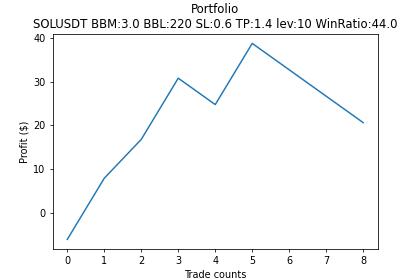 Portfolio
SOLUSDT BBM:3.0 BBL:220 SL:0.6 TP:1.4 lev:10 WinRatio:44.0
40
30
20
10
0
Profit ($)
0 1 2 3 4 5 6 7 8
Trade counts